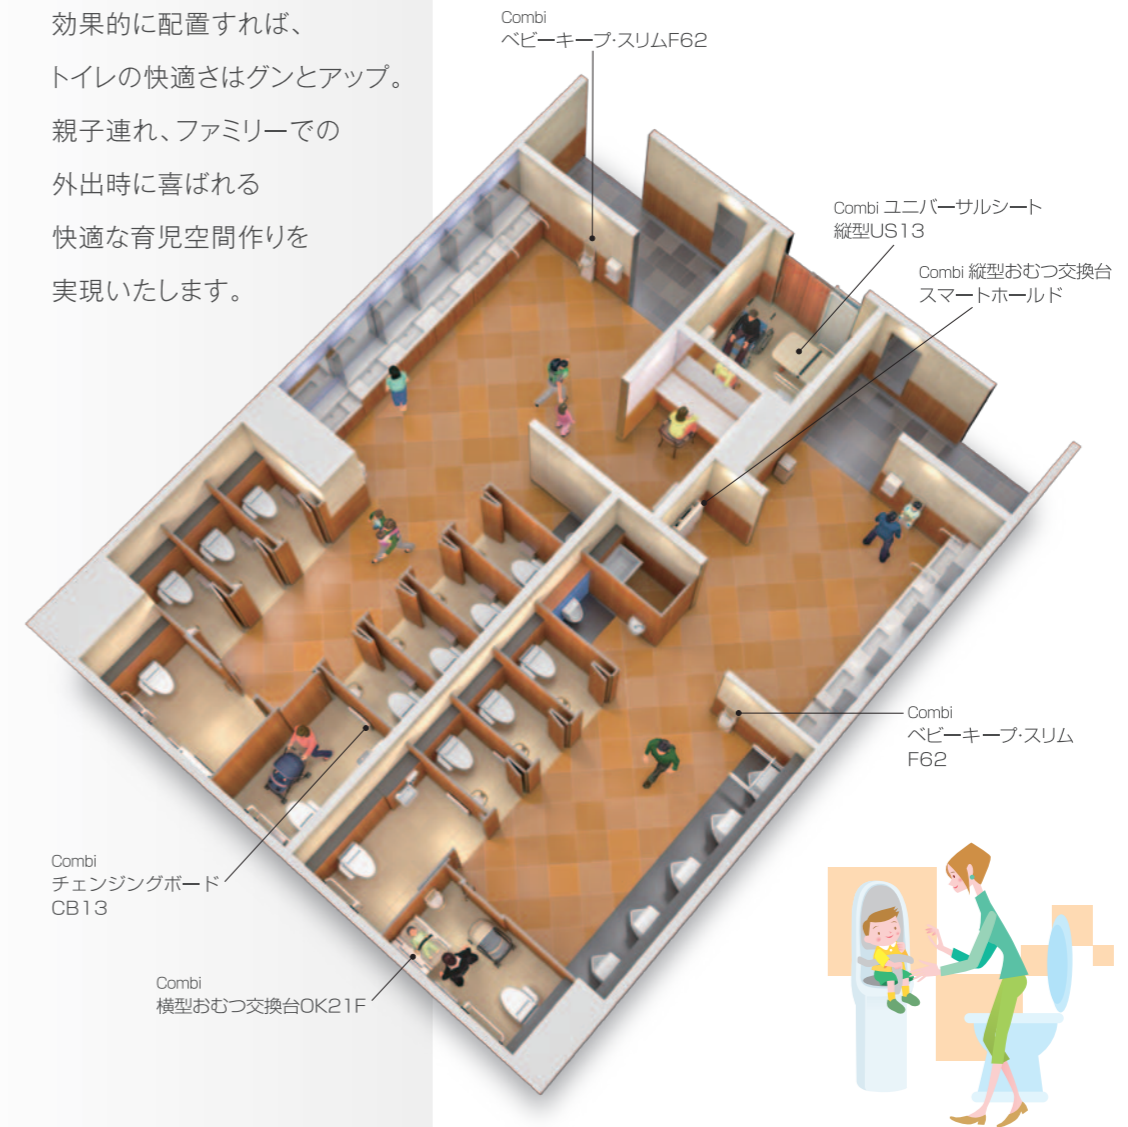 効果的に配置すれば、
トイレの快適さはグンとアップ。
親子連れ、ファミリーでの
外出時に喜ばれる
快適な育児空間作りを
実現いたします。
Combi
ベビーキープ･スリムF62
Combi ユニバーサルシート
縦型US13
Combi 縦型おむつ交換台
スマートホールド
Combi
ベビーキープ･スリム
F62
Combi
チェンジングボード
CB13
Combi
横型おむつ交換台OK21F